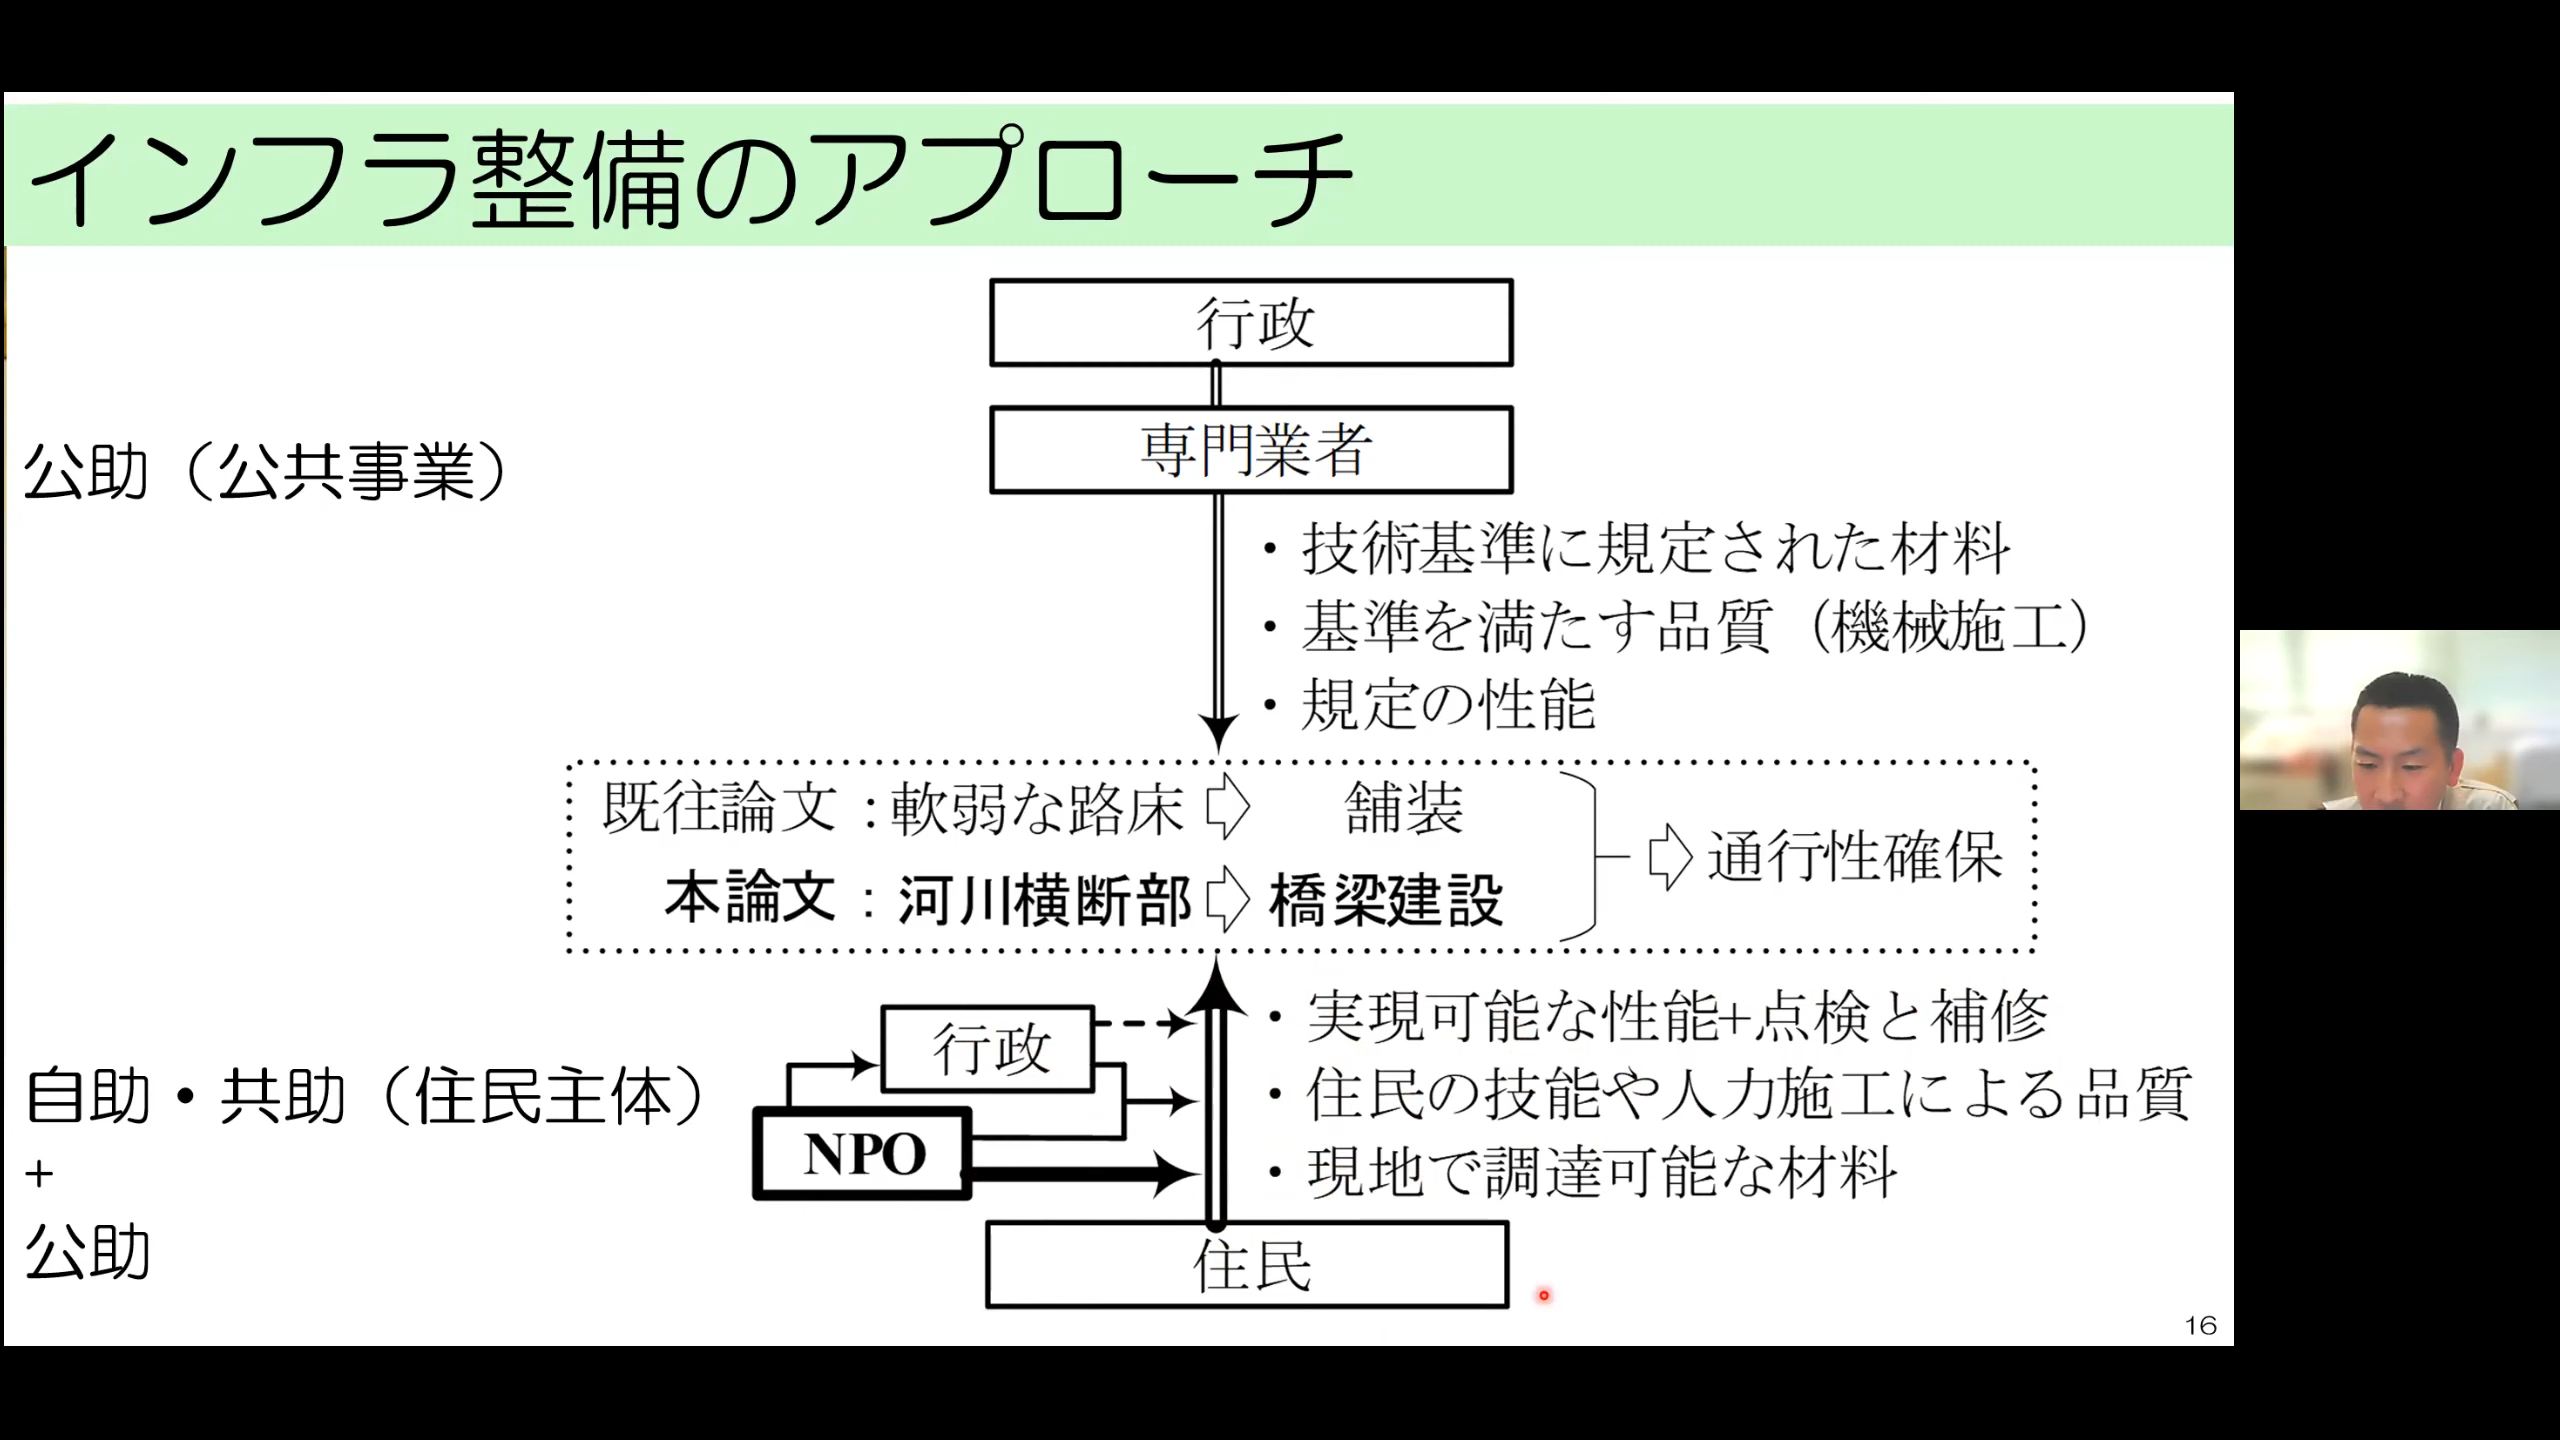 インフラ整備のアプローチ
行政
専門業者
公助（公共事業）
・技術基準に規定された材料
・基準を満たす品質（機械施工）
・規定の性能
既往論文：軟弱な路床 ⇨ 舗装
本論文：河川横断部 ⇨ 橋梁建設
⇨ 通行性確保
・実現可能な性能+点検と補修
・住民の技能や人力施工による品質
・現地で調達可能な材料
行政
NPO
自助・共助（住民主体）
+
公助
住民
16